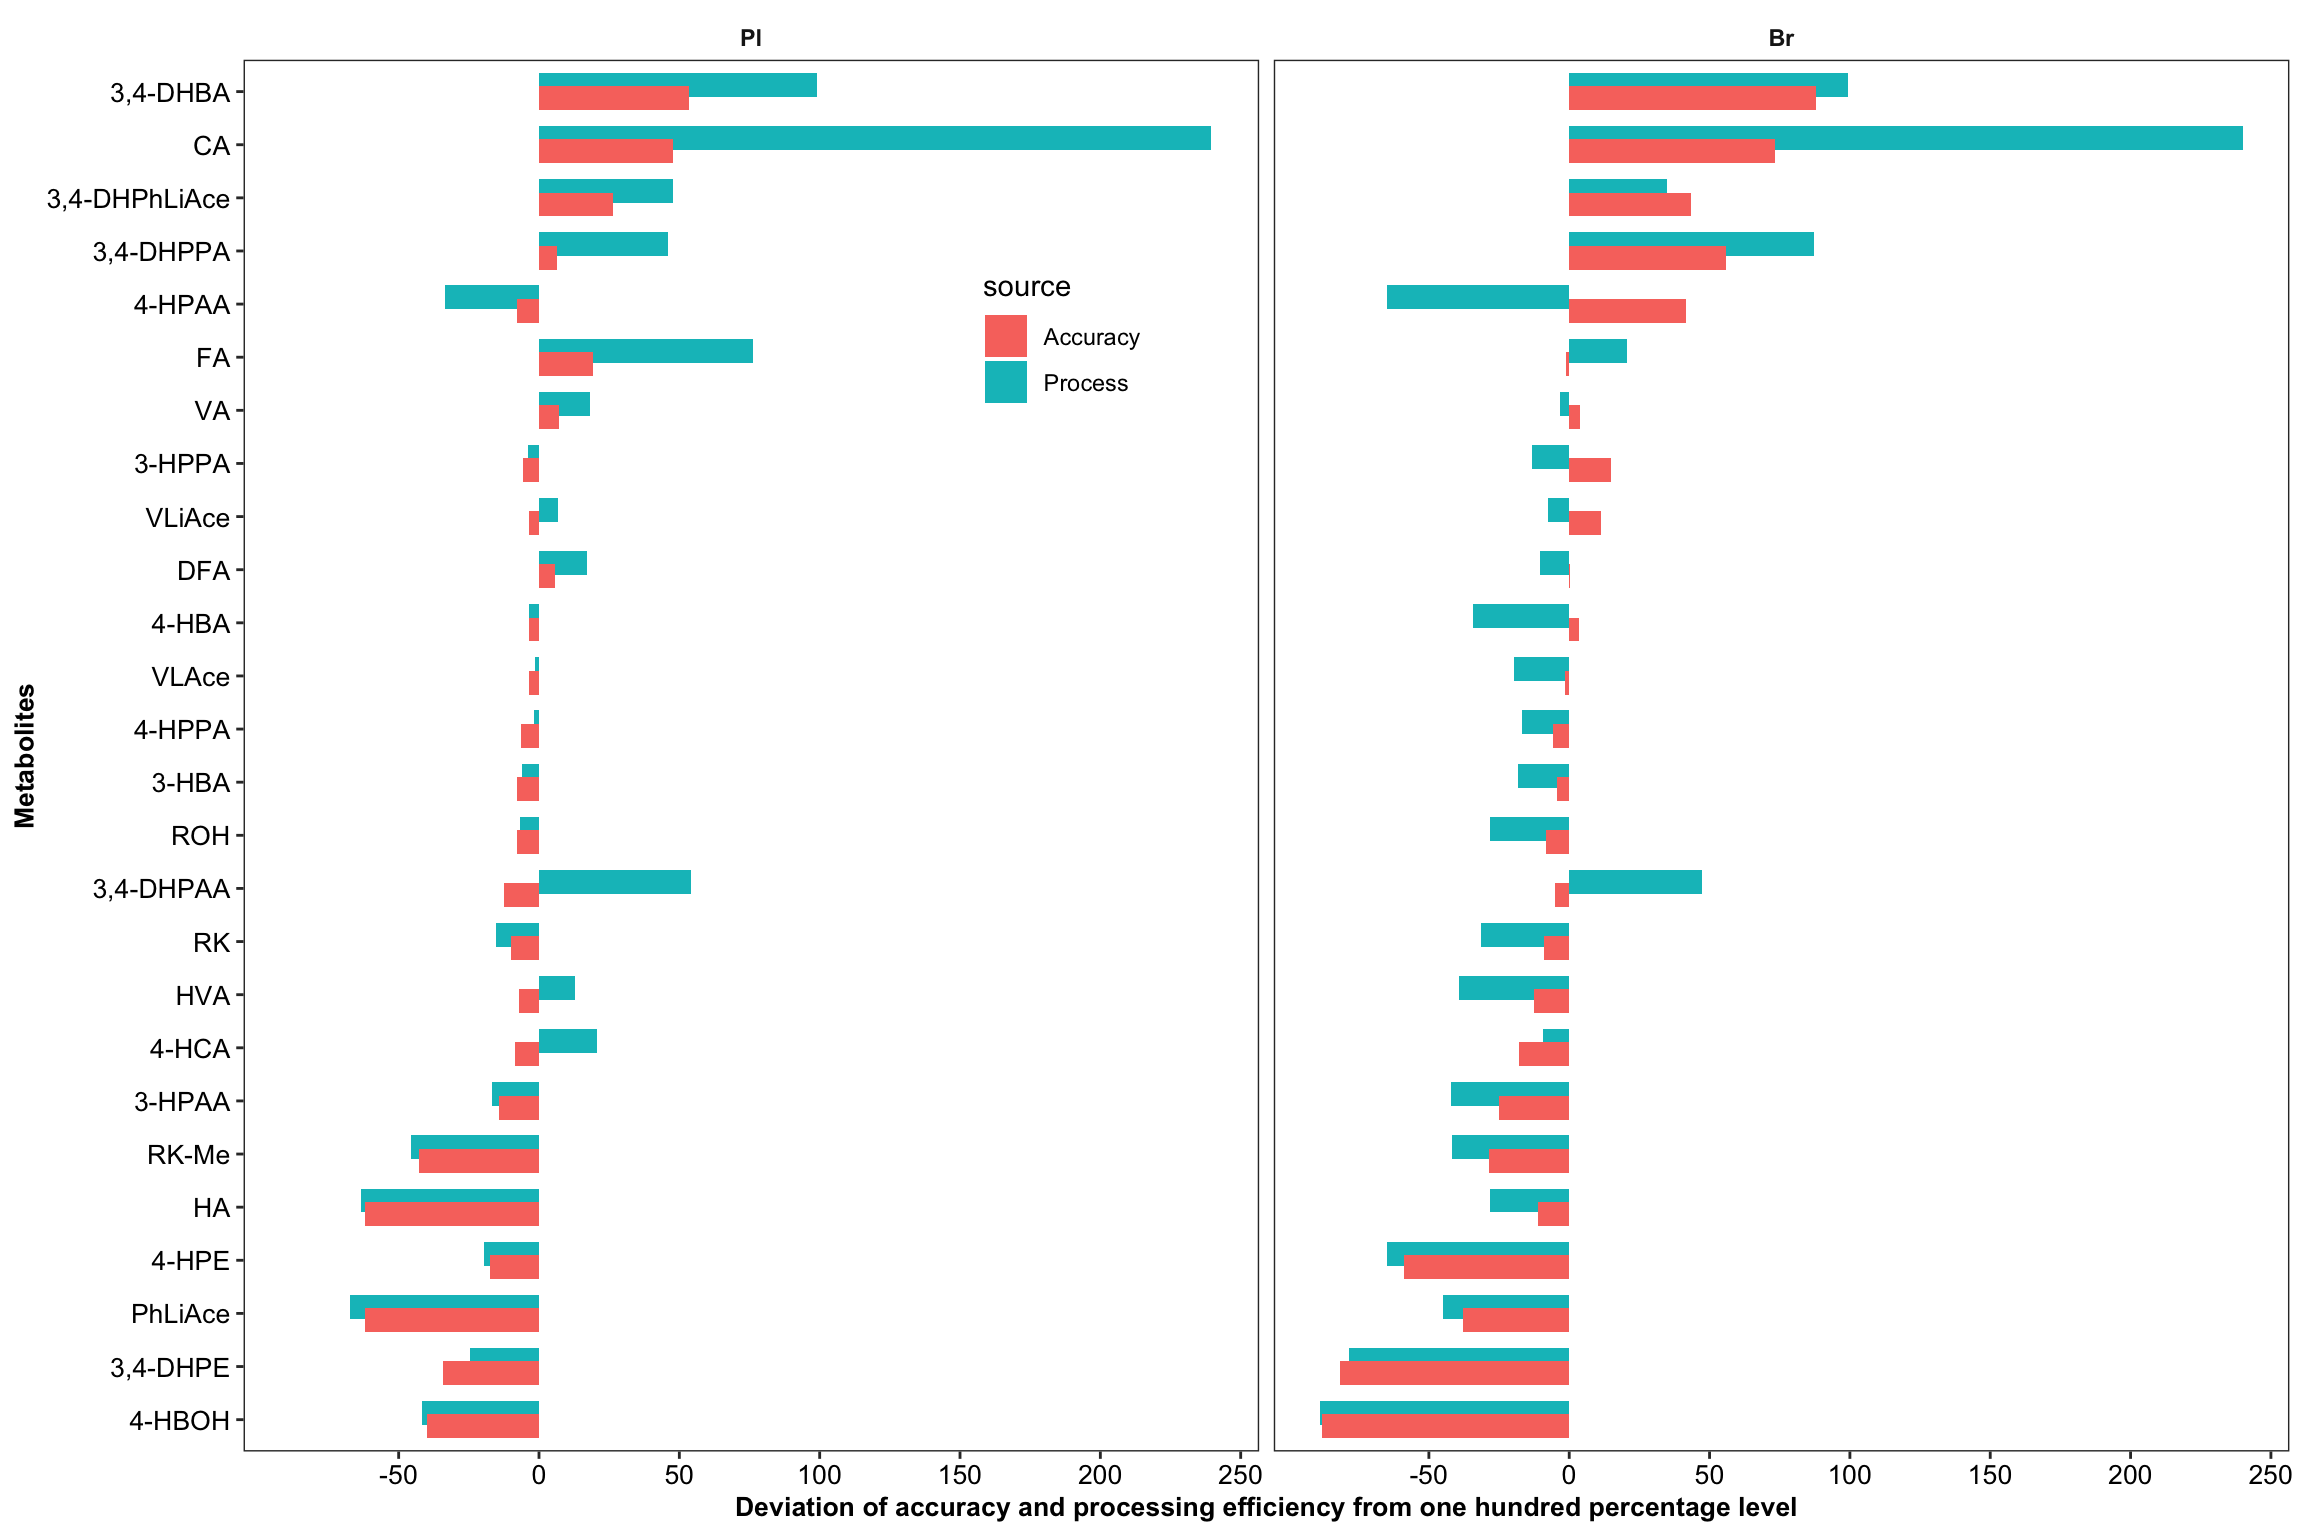 Pl
Br
3,4-DHBA
CA
3,4-DHPhLiAce
3,4-DHPPA
4-HPAA
FA
VA
3-HPPA
VLiAce
DFA
4-HBA
VLAce
4-HPPA
3-HBA
ROH
3,4-DHPAA
RK
HVA
4-HCA
3-HPAA
RK-Me
HA
4-HPE
PhLiAce
3,4-DHPE
4-HBOH
Metabolites
source
Accuracy
Process
-50 0 50 100 150 200 250
-50 0 50 100 150 200 250
Deviation of accuracy and processing efficiency from one hundred percentage level